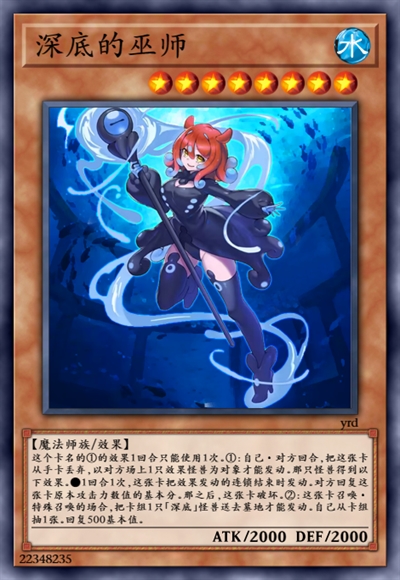 深底的巫师
水
yrd
【魔法师族/效果】
这个卡名的①的效果1回合只能使用1次。①:自己·对方回合,把这张卡
从手卡丢弃,以对方场上1只效果怪兽为对象才能发动。那只怪兽得到以
下效果。●1回合1次,这张卡把效果发动的连锁结束时发动。对方回复这
张卡原本攻击力数值的基本分。那之后,这张卡破坏。②:这张卡召唤·
特殊召唤的场合,把卡组1只「深底」怪兽送去墓地才能发动。自己从卡组
抽1张。回复500基本值。
ATK/2000 DEF/2000
22348235